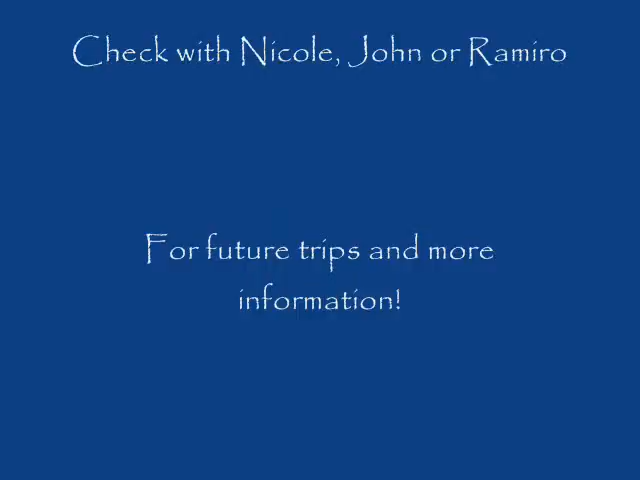 Check with Nicole, John or Ramiro
For future trips and more
information!